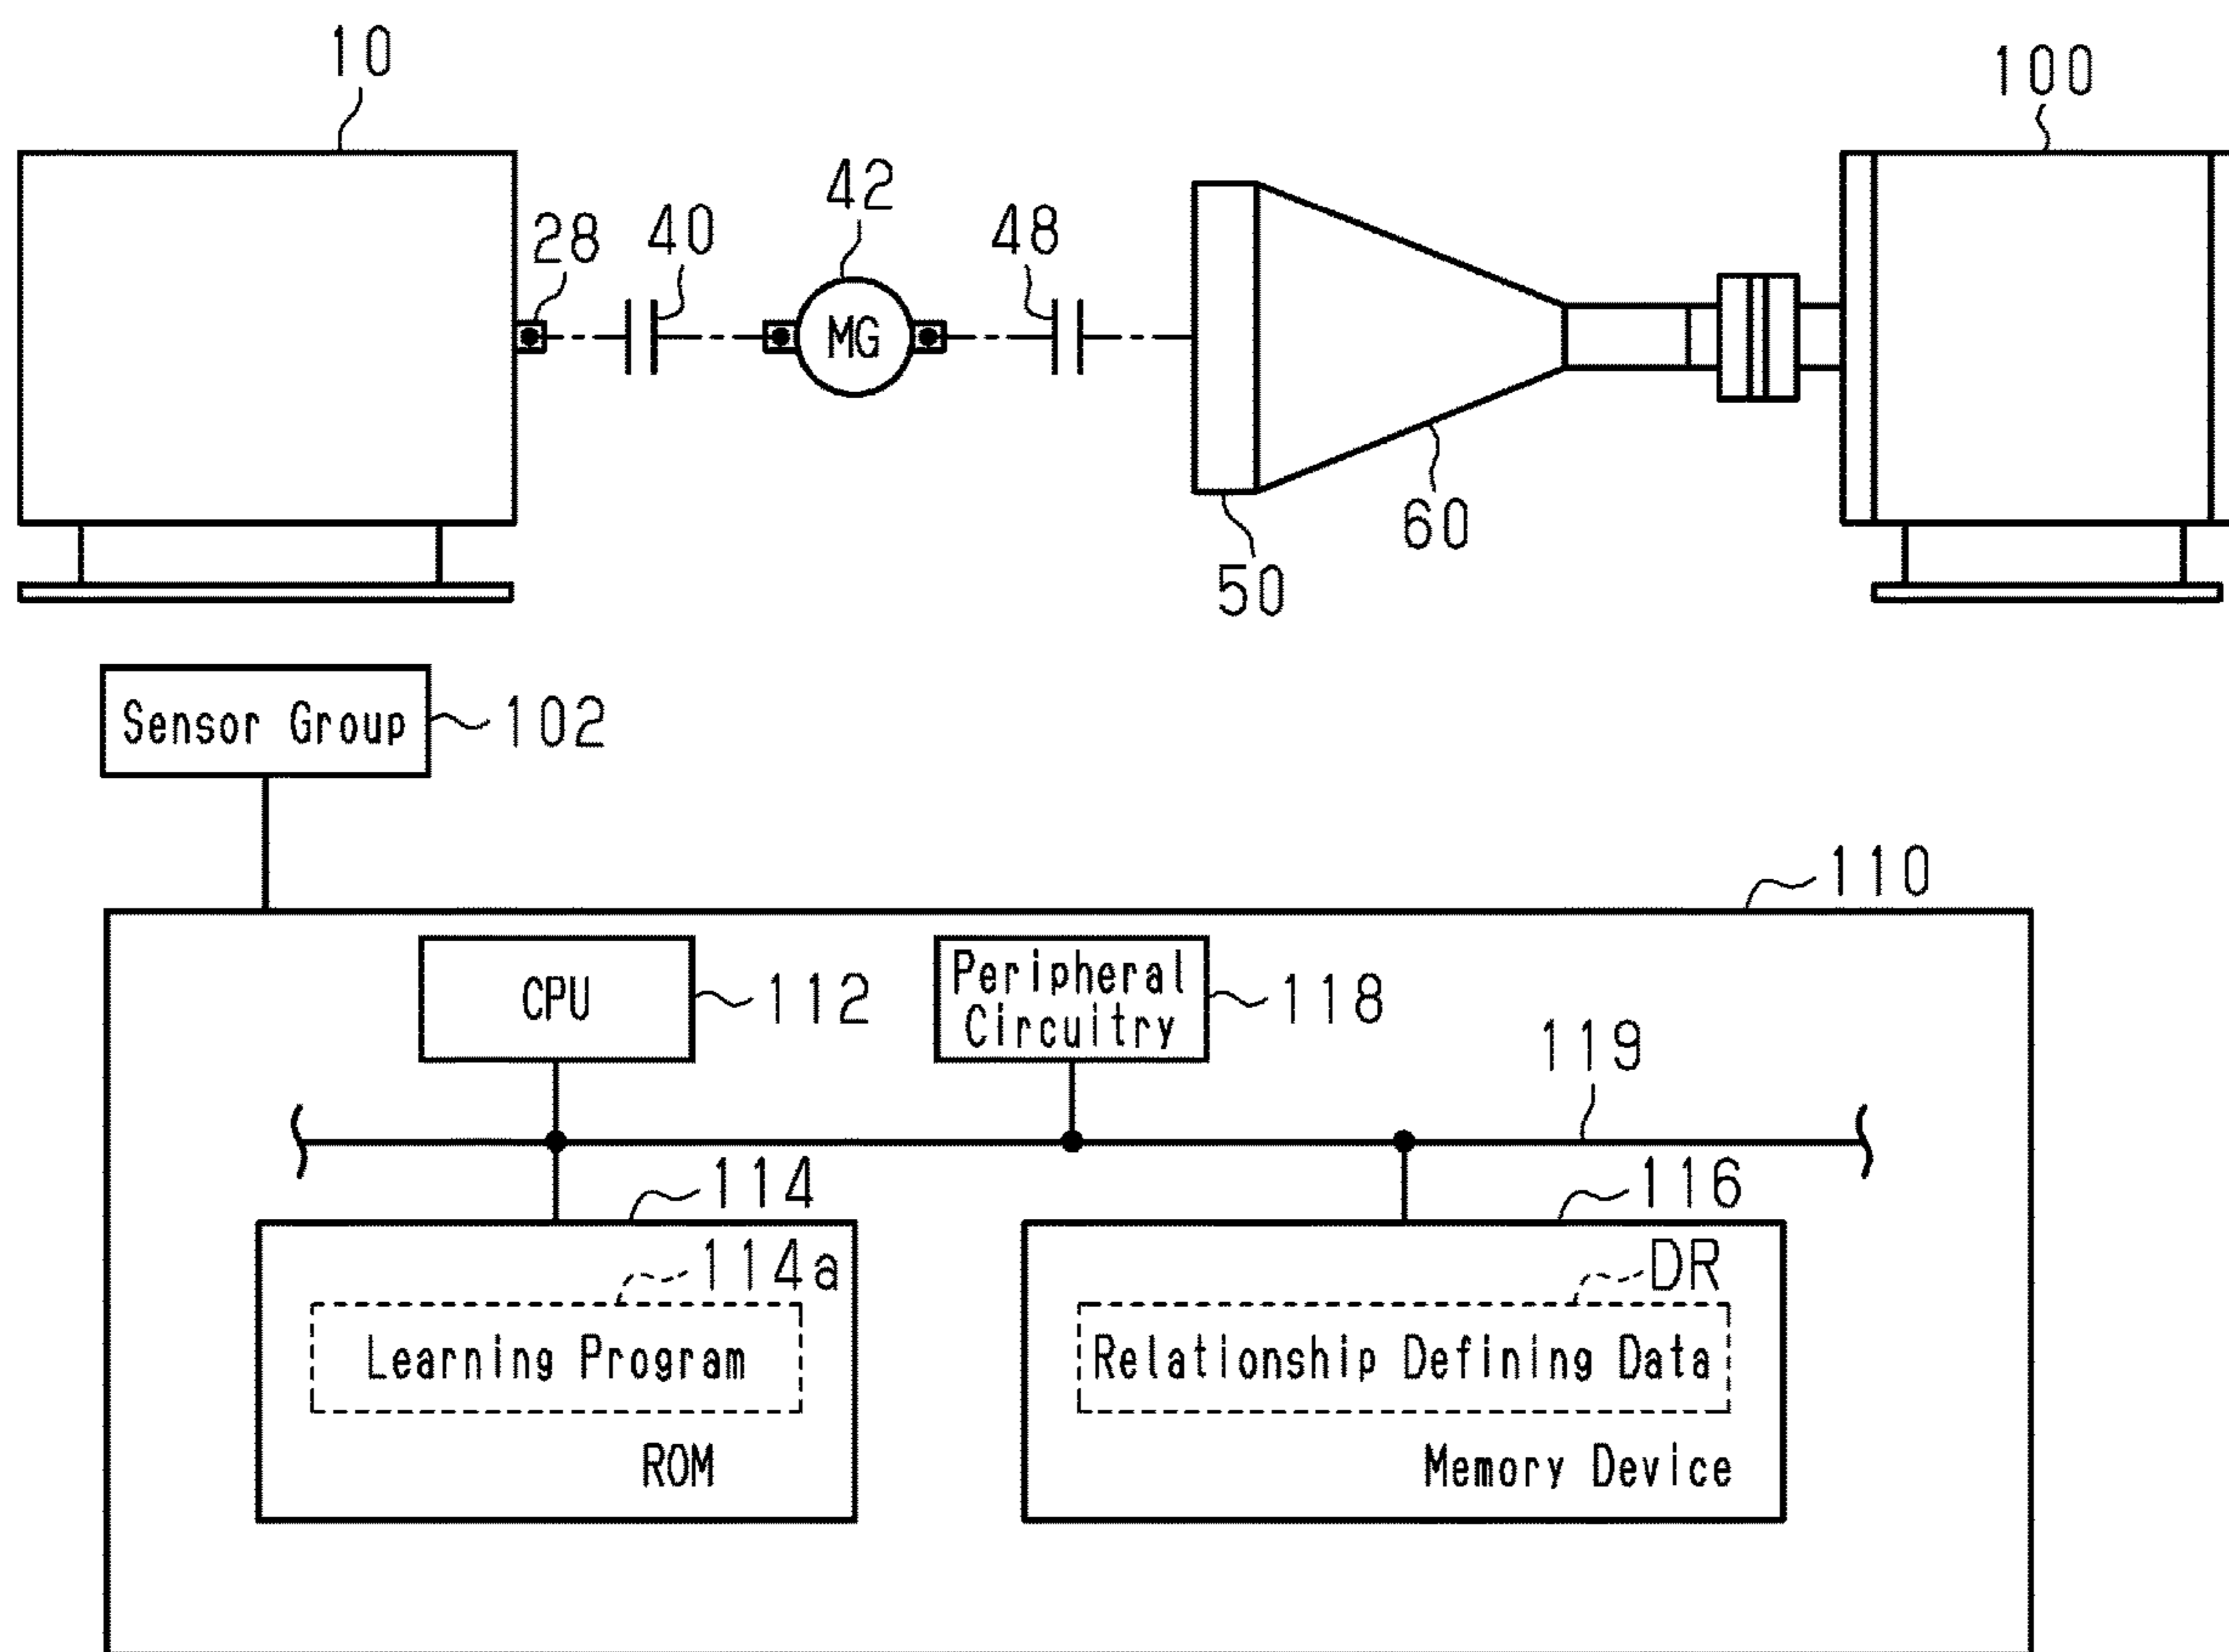 10
100
42
28
40
48
MG
60
50
Sensor Group
102
110
CPU
112
Peripheral
Circuitry
118
119
114
116
114a
DR
Learning Program
Relationship Defining Data
ROM
Memory Device